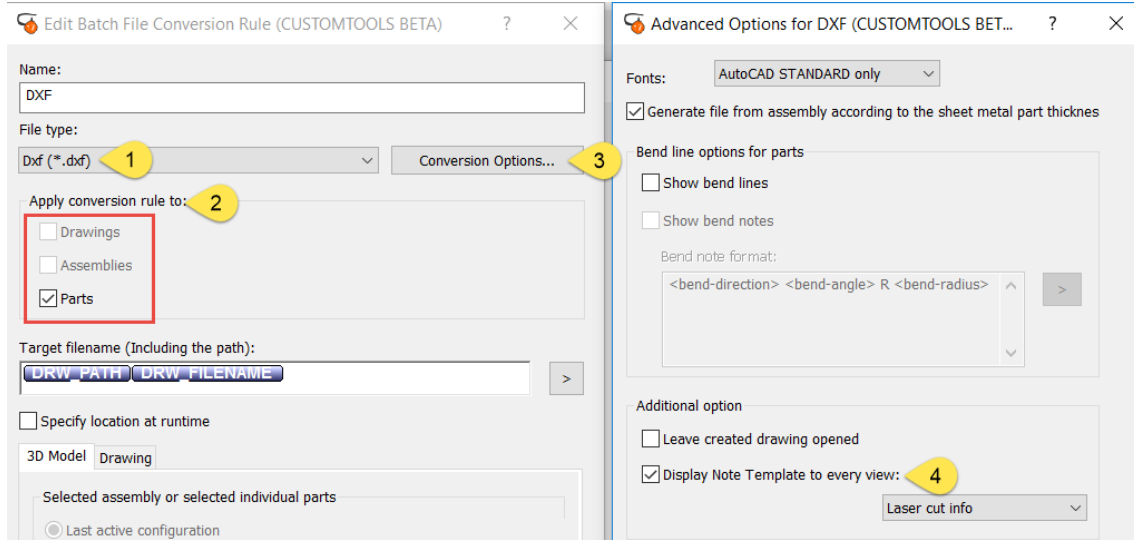 Edit Batch File Conversion Rule (CUSTOMTOOLS BETA) ?
Name:
DXF
File type:
Dxf (*.dxf)
1
Conversion Options...
3
Apply conversion rule to:
2
Drawings
Assemblies
Parts
Target filename (Including the path):
DRW_PATH DRW_FILENAME
>
Specify location at runtime
3D Model Drawing
Selected assembly or selected individual parts
Last active configuration
Advanced Options for DXF (CUSTOMTOOLS BET... ?
Fonts: AutoCAD STANDARD only
Generate file from assembly according to the sheet metal part thicknes
Bend line options for parts
Show bend lines
Show bend notes
Bend note format:
<bend-direction> <bend-angle> R <bend-radius>
>
Additional option
Leave created drawing opened
Display Note Template to every view:
4
Laser cut info